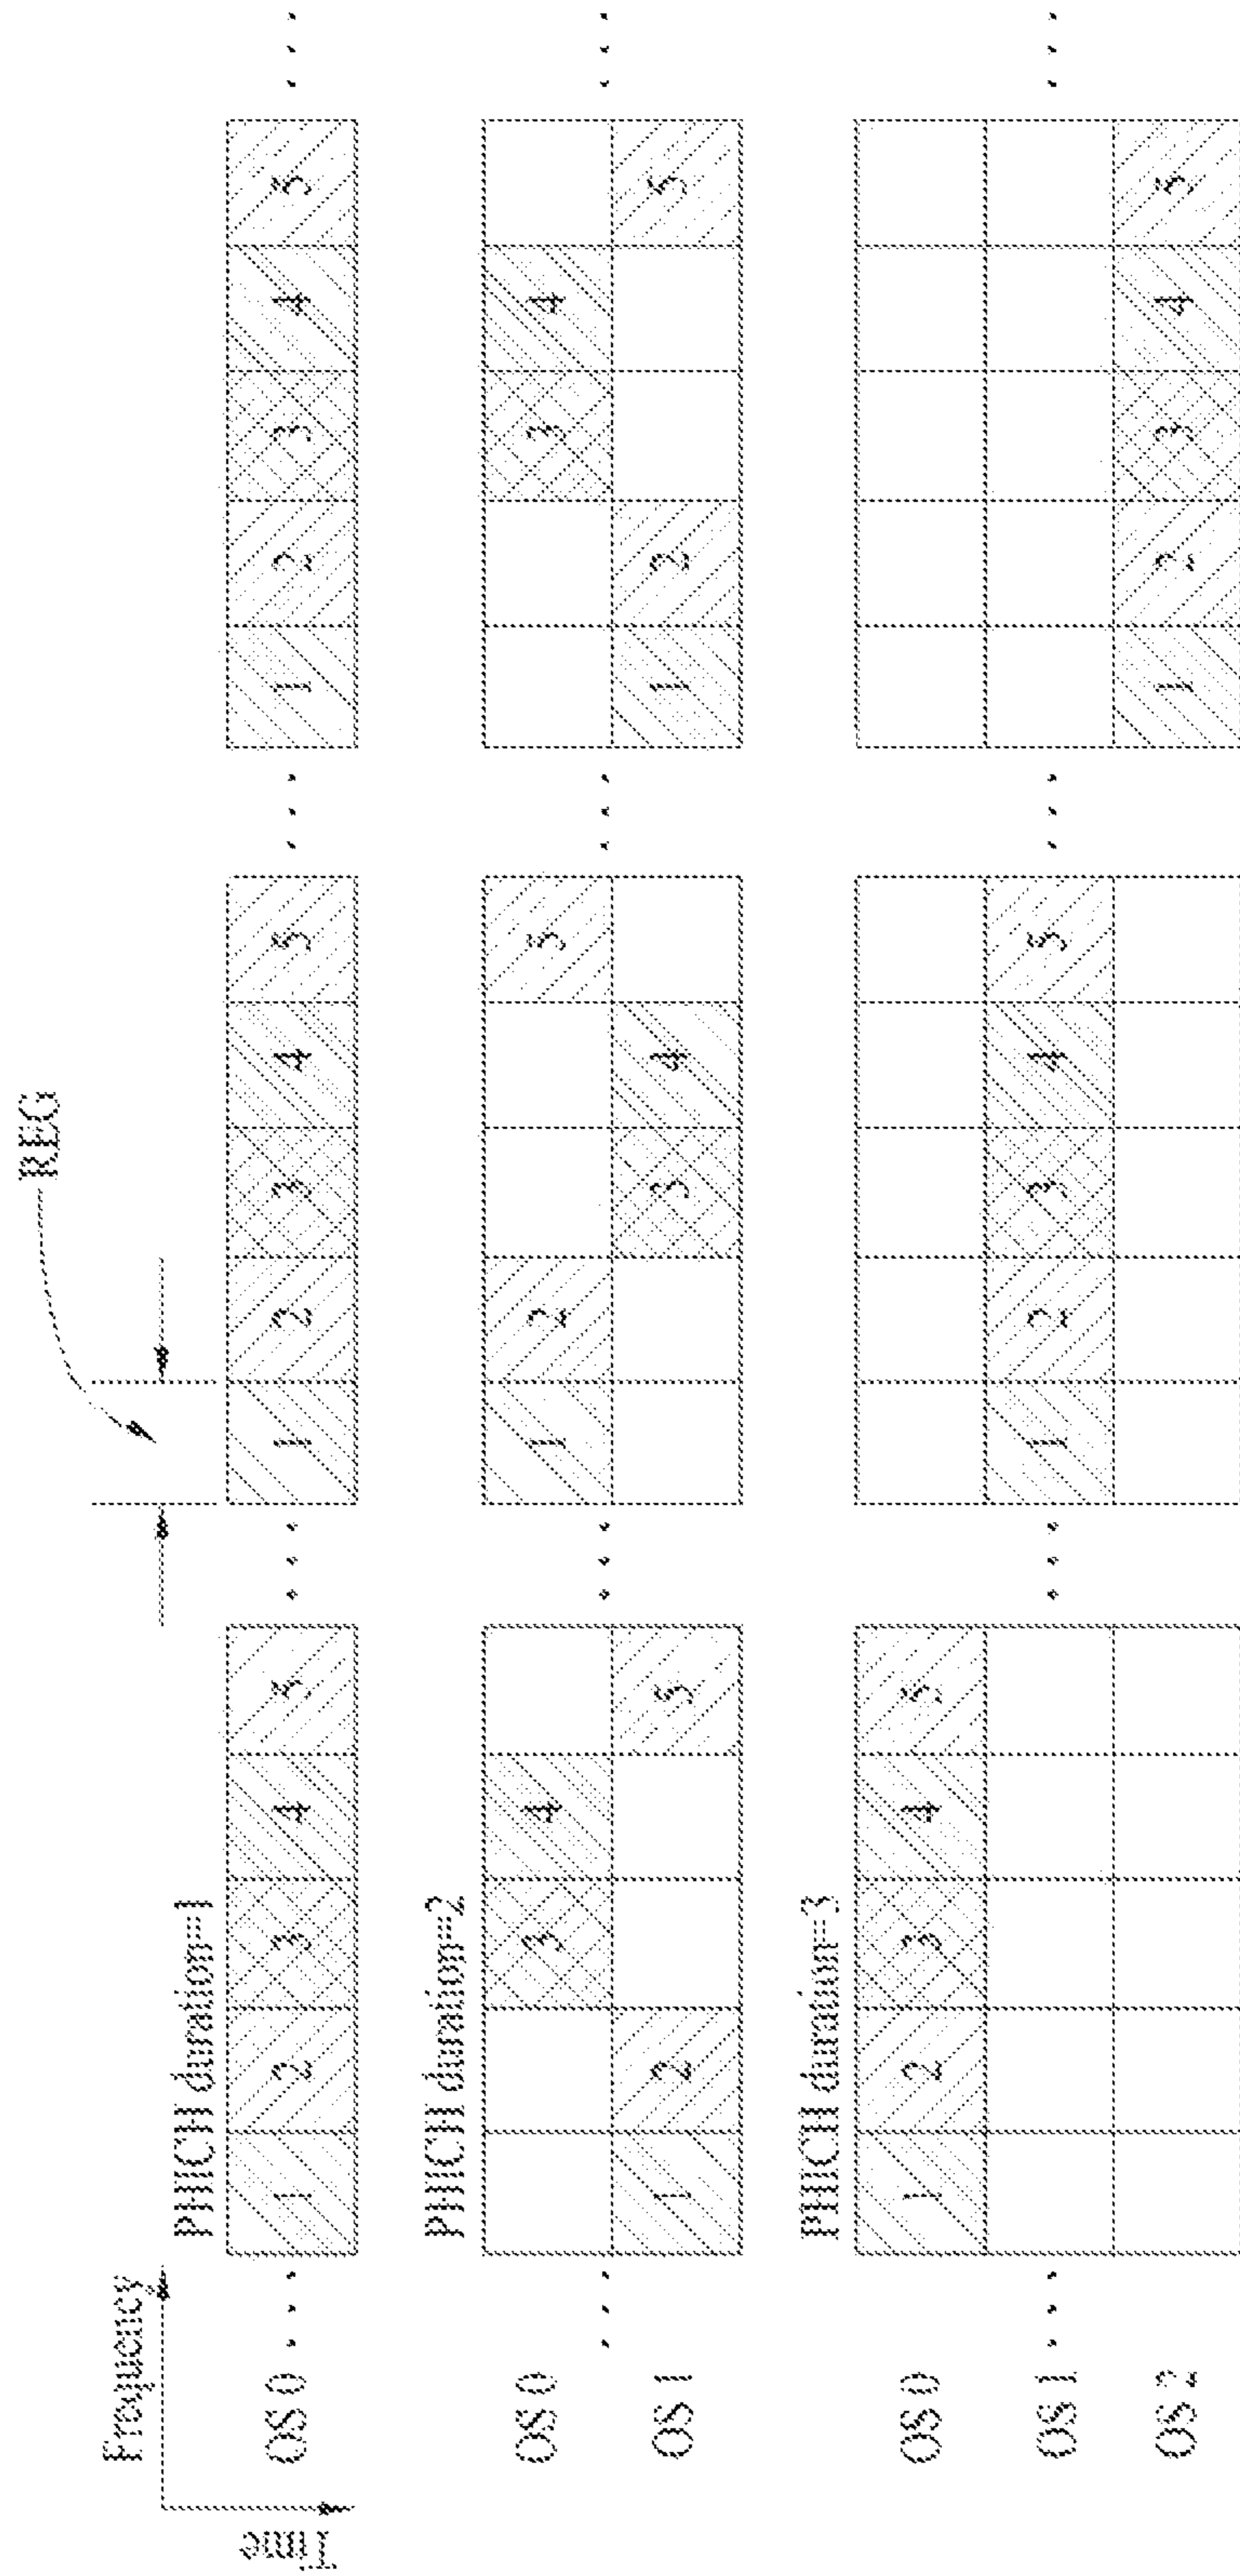 REG
Frequency
Time
PHICH duration=1
OS 0 ... 1 2 3 4 5 ... 1 2 3 4 5 ... 1 2 3 4 5 ...
PHICH duration=2
OS 0 3 4 1 2 5 3 4
OS 1 1 2 5 3 4 1 2 5
PHICH duration=3
OS 0 1 2 3 4 5
OS 1 1 2 3 4 5
OS 2 1 2 3 4 5